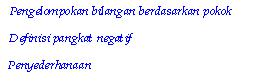 Pengelompokan bilangan berdasarkan pokok
Definisi pangkat negatif
Penyederhanaan